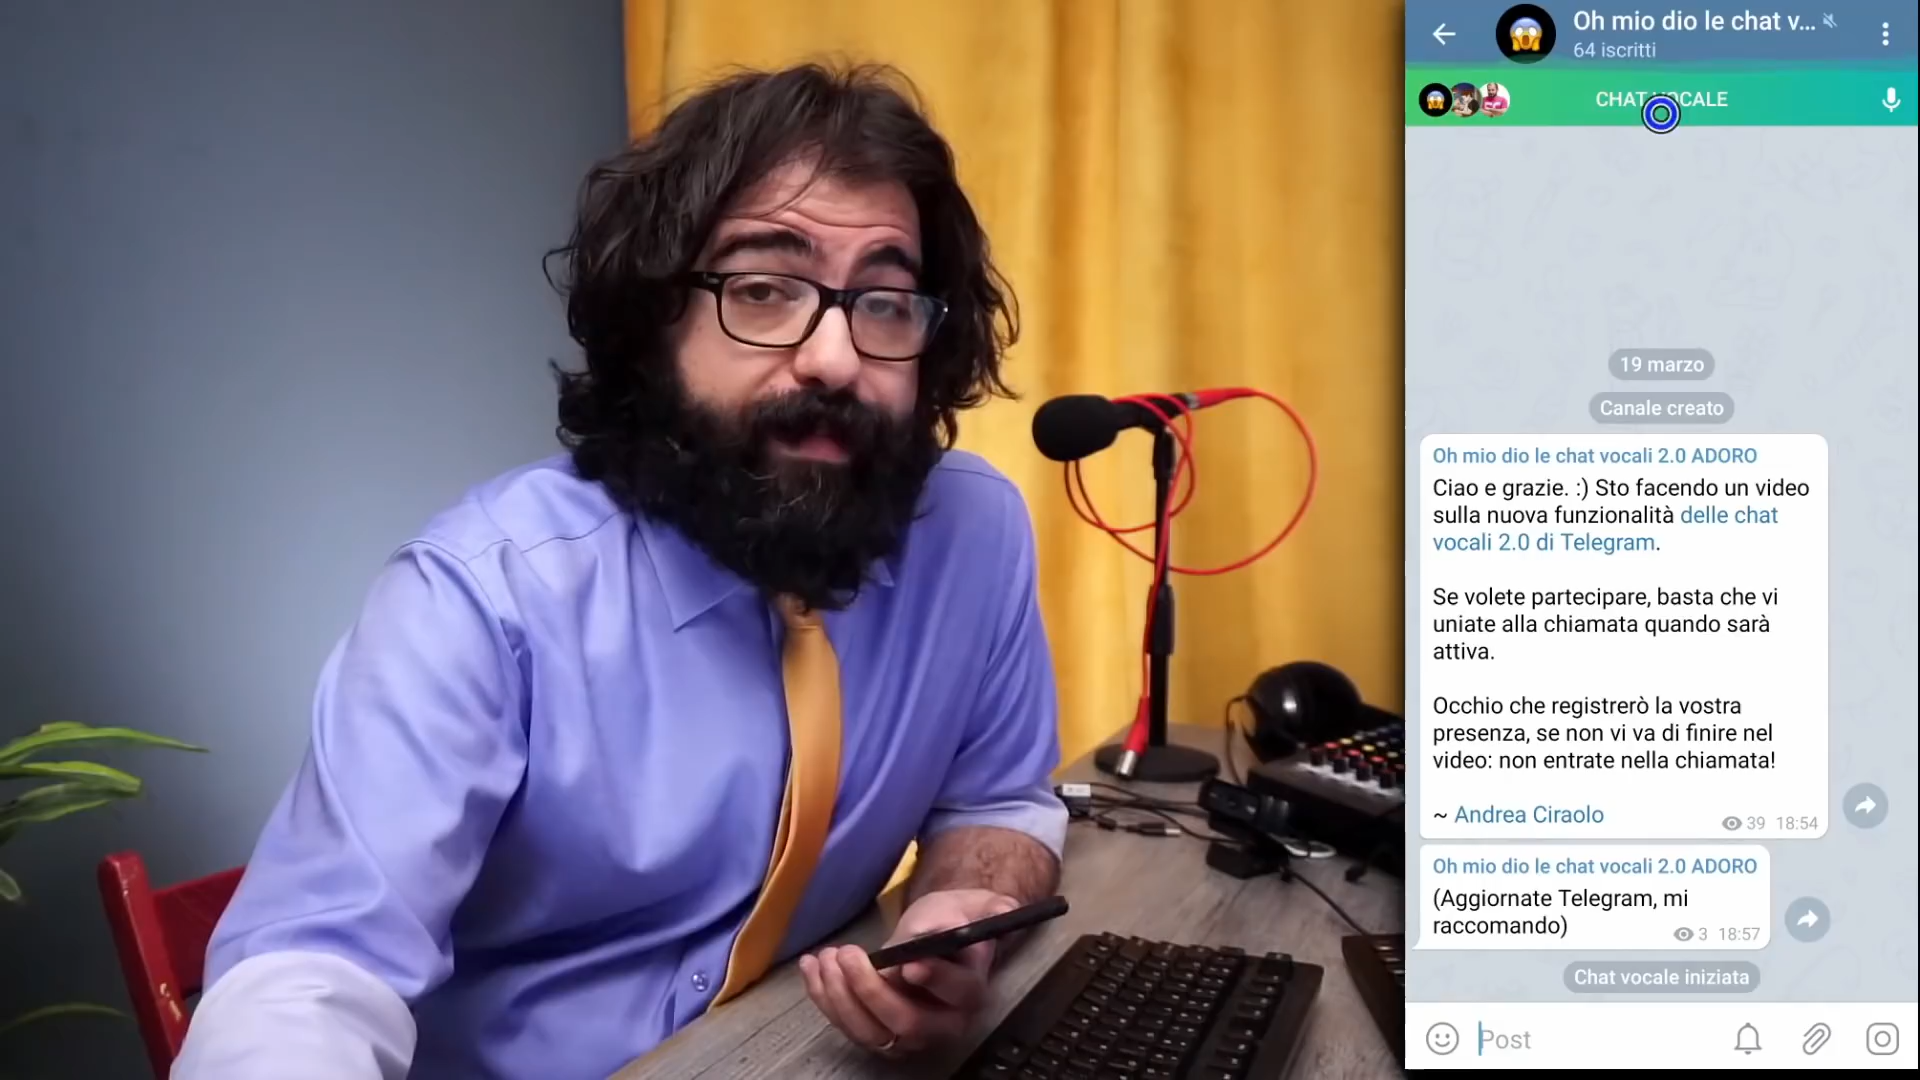 Oh mio dio le chat v...
64 iscritti
CHAT VOCALE
19 marzo
Canale creato
Oh mio dio le chat vocali 2.0 ADORO
Ciao e grazie. :) Sto facendo un video
sulla nuova funzionalità delle chat
vocali 2.0 di Telegram.
Se volete partecipare, basta che vi
uniate alla chiamata quando sarà
attiva.
Occhio che registrerò la vostra
presenza, se non vi va di finire nel
video: non entrate nella chiamata!
~ Andrea Ciraolo
39 18:54
Oh mio dio le chat vocali 2.0 ADORO
(Aggiornate Telegram, mi
raccomando)
3 18:57
Chat vocale iniziata
Post